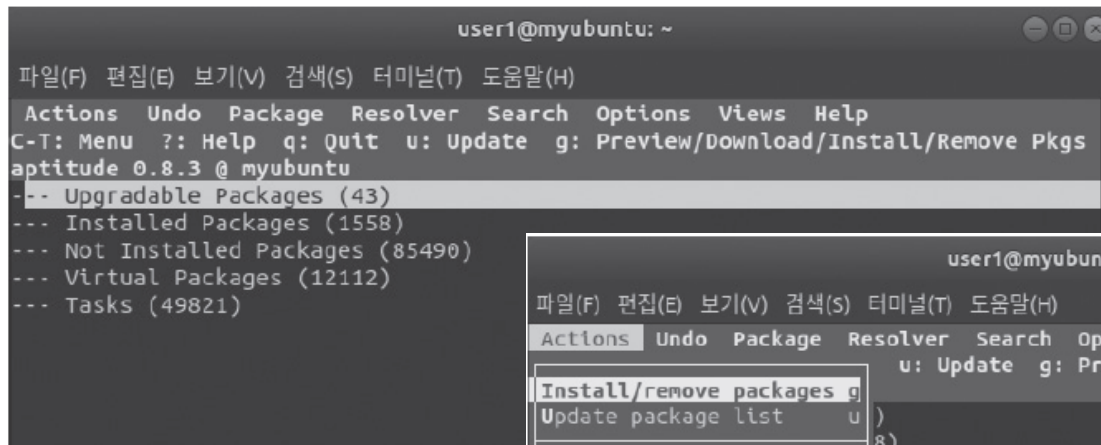 user1@myubuntu: ~
파일(F) 편집(E) 보기(V) 검색(S) 터미널(T) 도움말(H)
Actions Undo Package Resolver Search Options Views Help
C-T: Menu ?: Help q: Quit u: Update g: Preview/Download/Install/Remove Pkgs
aptitude 0.8.3 @ myubuntu
--- Upgradable Packages (43)
--- Installed Packages (1558)
--- Not Installed Packages (85490)
--- Virtual Packages (12112)
--- Tasks (49821)
user1@myubun
파일(F) 편집(E) 보기(V) 검색(S) 터미널(T) 도움말(H)
Actions Undo Package Resolver Search Op
u: Update g: Pr
Install/remove packages g
Update package list u )
8)